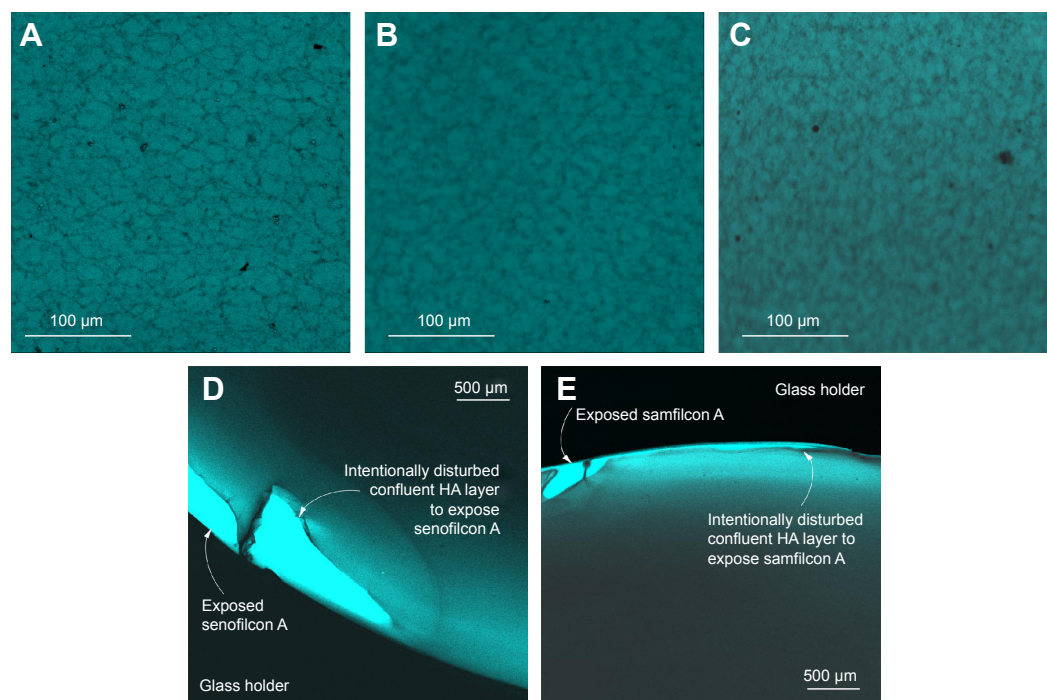 A
B
C
100 µm
100 µm
100 µm
D
500 µm
Intentionally disturbed
confluent HA layer
to expose
senofilcon A
Exposed
senofilcon A
Glass holder
E
Glass holder
Exposed samfilcon A
Intentionally disturbed
confluent HA layer to
expose samfilcon A
500 µm